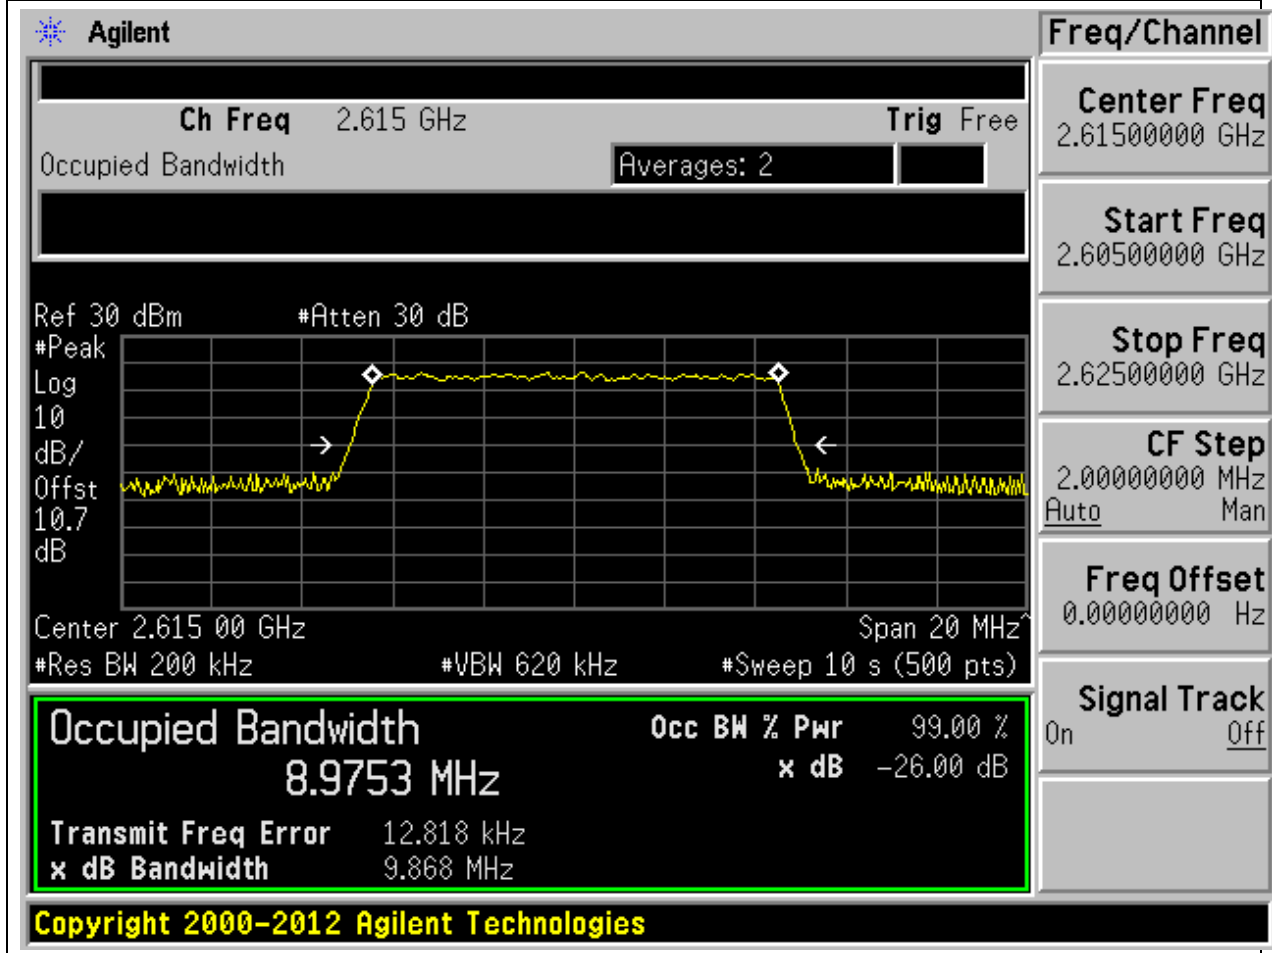 Agilent
Freq/Channel
Ch Freq 2.615 GHz Trig Free
Occupied Bandwidth Averages: 2
Center Freq
2.61500000 GHz
Start Freq
2.60500000 GHz
Stop Freq
2.62500000 GHz
CF Step
2.00000000 MHz
Auto Man
Freq Offset
0.00000000 Hz
Signal Track
On Off
Ref 30 dBm #Atten 30 dB
#Peak
Log
10
dB/
Offst
10.7
dB
Center 2.615 00 GHz Span 20 MHz^
#Res BW 200 kHz #VBW 620 kHz #Sweep 10 s (500 pts)
Occupied Bandwidth Occ BW % Pwr 99.00 %
8.9753 MHz x dB -26.00 dB
Transmit Freq Error 12.818 kHz
x dB Bandwidth 9.868 MHz
Copyright 2000-2012 Agilent Technologies